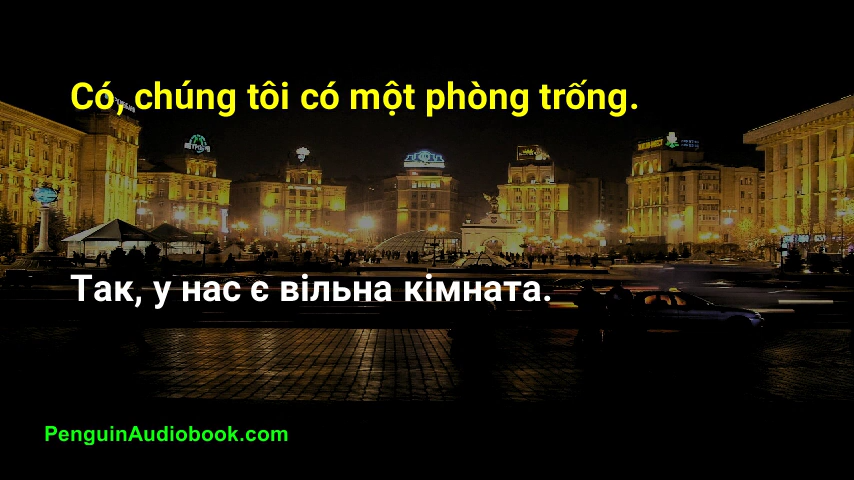 Có, chúng tôi có một phòng trống.
Так, у нас є вільна кімната.
PenguinAudiobook.com